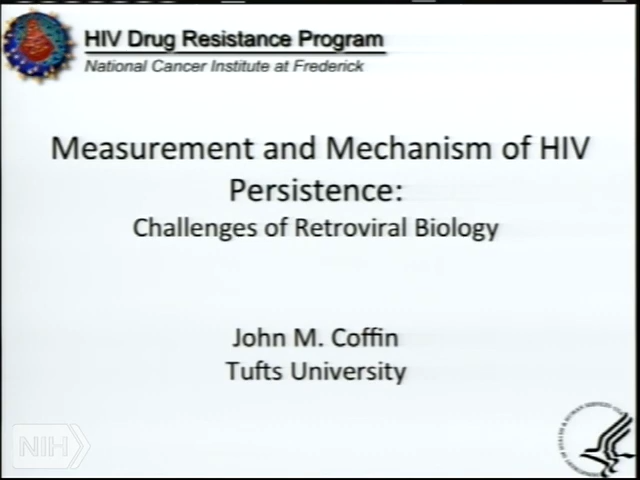 HIV Drug Resistance Program
National Cancer Institute at Frederick
Measurement and Mechanism of HIV
Persistence:
Challenges of Retroviral Biology
John M. Coffin
Tufts University
NIH